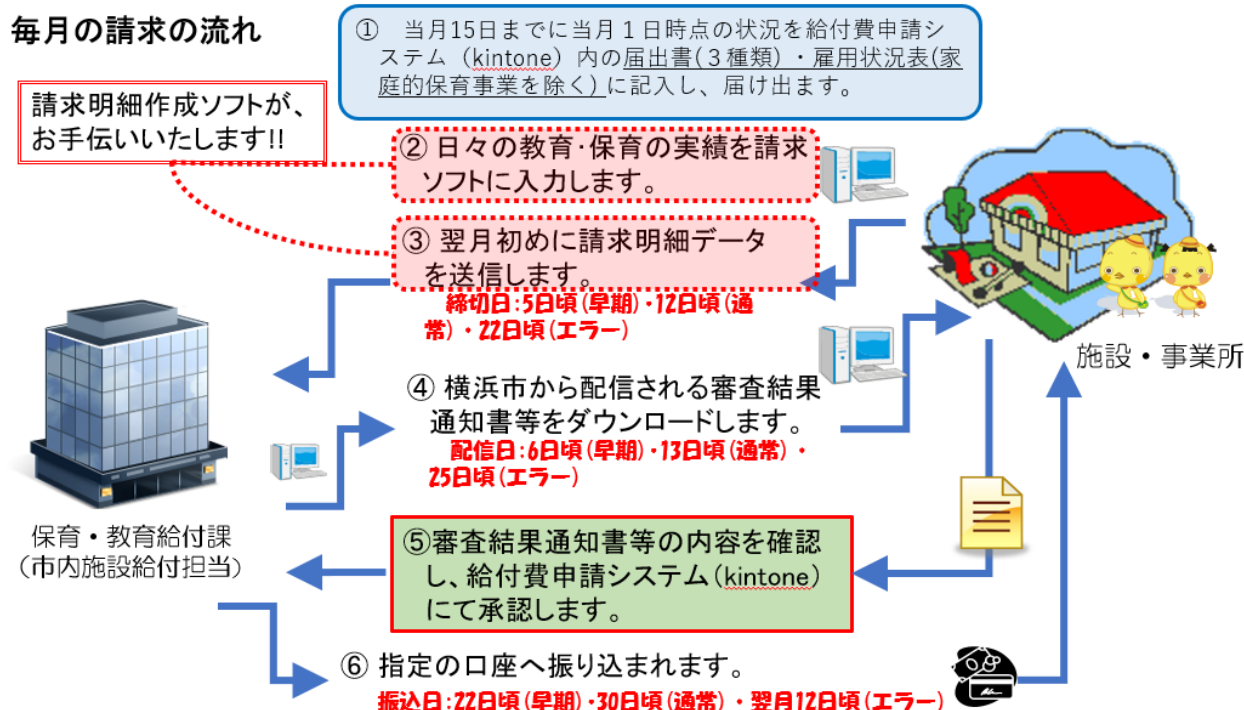 毎月の請求の流れ
① 当月15日までに当月１日時点の状況を給付費申請シ
ステム（kintone）内の届出書(３種類)・雇用状況表(家
庭的保育事業を除く)に記入し、届け出ます。
請求明細作成ソフトが、
お手伝いいたします!!
② 日々の教育･保育の実績を請求
ソフトに入力します。
③ 翌月初めに請求明細データ
を送信します。
締切日:5日頃(早期)･12日頃(通
常)・22日頃(エラー)
施設・事業所
④ 横浜市から配信される審査結果
通知書等をダウンロードします。
配信日:6日頃(早期)･13日頃(通常)・
25日頃(エラー)
保育・教育給付課
（市内施設給付担当）
⑤審査結果通知書等の内容を確認
し、給付費申請システム（kintone）
にて承認します。
⑥ 指定の口座へ振り込まれます。
振込日:22日頃(早期)･30日頃(通常)・翌月12日頃(エラー)